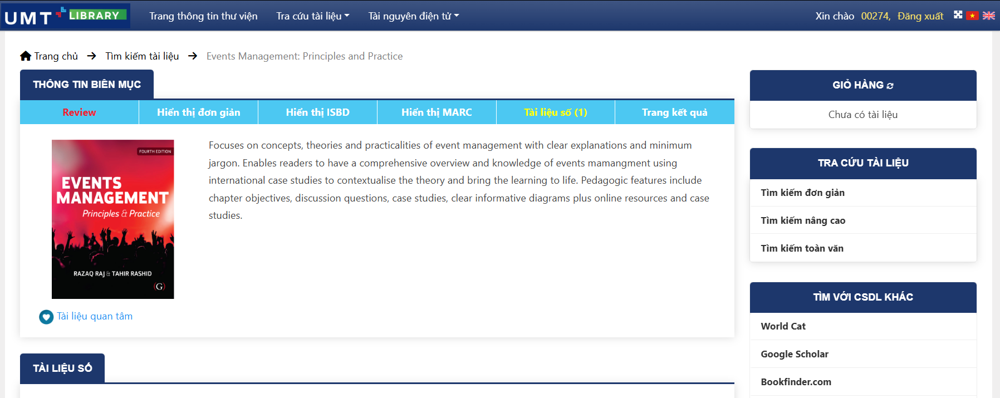 UMT LIBRARY
Trang thông tin thư viện
Tra cứu tài liệu
Tài nguyên điện tử
Xin chào 00274, Đăng xuất
Trang chủ → Tìm kiếm tài liệu → Events Management: Principles and Practice
THÔNG TIN BIÊN MỤC
Review
Hiển thị đơn giản
Hiển thị ISBD
Hiển thị MARC
Tài liệu số (1)
Trang kết quả
FOURTH EDITION
EVENTS
MANAGEMENT
Principles & Practice
RAZAQ RAJ & TAHIR RASHID
G
Focuses on concepts, theories and practicalities of event management with clear explanations and minimum
jargon. Enables readers to have a comprehensive overview and knowledge of events mamangment using
international case studies to contextualise the theory and bring the learning to life. Pedagogic features include
chapter objectives, discussion questions, case studies, clear informative diagrams plus online resources and case
studies.
Tài liệu quan tâm
TÀI LIỆU SỐ
GIỎ HÀNG
Chưa có tài liệu
TRA CỨU TÀI LIỆU
Tìm kiếm đơn giản
Tìm kiếm nâng cao
Tìm kiếm toàn văn
TÌM VỚI CSDL KHÁC
World Cat
Google Scholar
Bookfinder.com